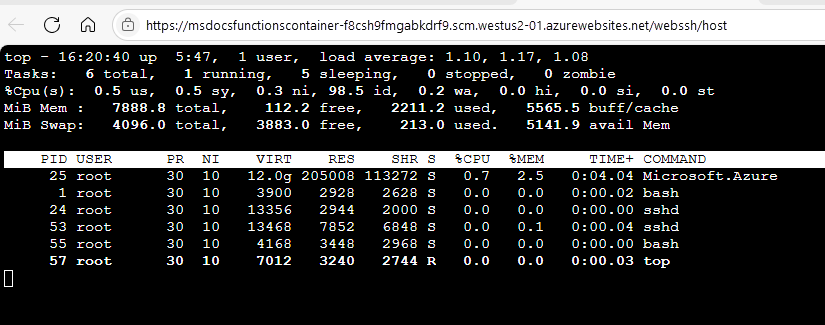 https://msdocsfunctionscontainer-f8csh9fmgabkdrf9.scm.westus2-01.azurewebsites.net/webssh/host
top - 16:20:40 up  5:47,  1 user,  load average: 1.10, 1.17, 1.08
Tasks:   6 total,   1 running,   5 sleeping,   0 stopped,   0 zombie
%Cpu(s):  0.5 us,  0.5 sy,  0.3 ni, 98.5 id,  0.2 wa,  0.0 hi,  0.0 si,  0.0 st
MiB Mem :   7888.8 total,    112.2 free,   2211.2 used,   5565.5 buff/cache
MiB Swap:   4096.0 total,   3883.0 free,    213.0 used.   5141.9 avail Mem
PID USER      PR  NI    VIRT    RES    SHR S  %CPU  %MEM     TIME+ COMMAND
25 root      30  10   12.0g 205008 113272 S   0.7   2.5   0:04.04 Microsoft.Azure
1 root      30  10    3900   2928   2628 S   0.0   0.0   0:00.02 bash
24 root      30  10   13356   2944   2000 S   0.0   0.0   0:00.00 sshd
53 root      30  10   13468   7852   6848 S   0.0   0.1   0:00.04 sshd
55 root      30  10    4168   3448   2968 S   0.0   0.0   0:00.00 bash
57 root      30  10    7012   3240   2744 R   0.0   0.0   0:00.03 top